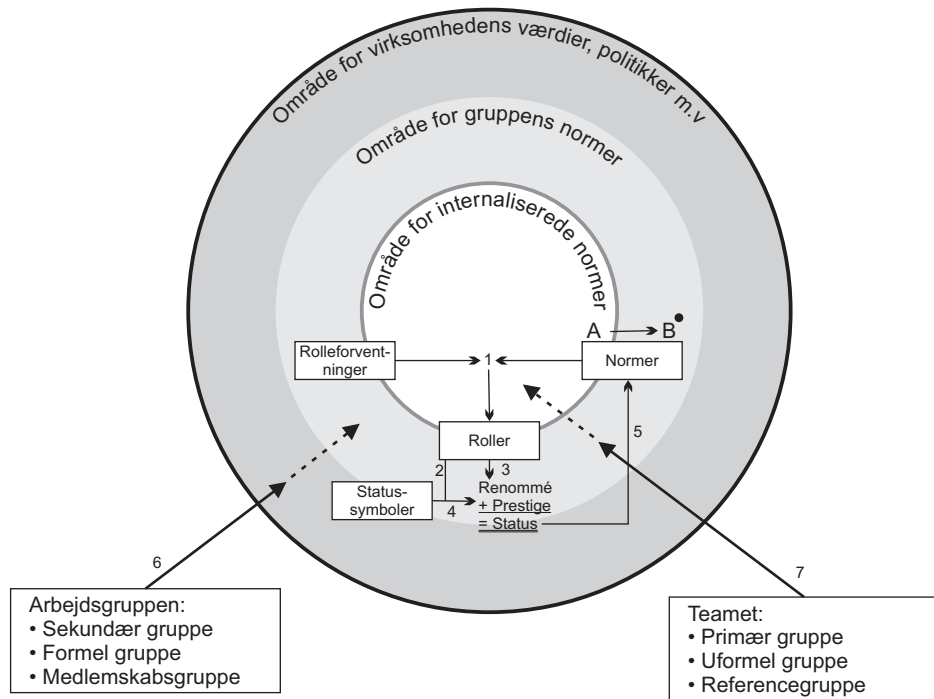 Område for virksomhedens værdier, politikker m.v
Område for gruppens normer
Område for internaliserede normer
A B
Rolleforvent-
ninger
1
Normer
Roller
5
2
3
Status-
symboler
4
Renommé
+ Prestige
= Status
6
7
Arbejdsgruppen:
• Sekundær gruppe
• Formel gruppe
• Medlemskabsgruppe
Teamet:
• Primær gruppe
• Uformel gruppe
• Referencegruppe